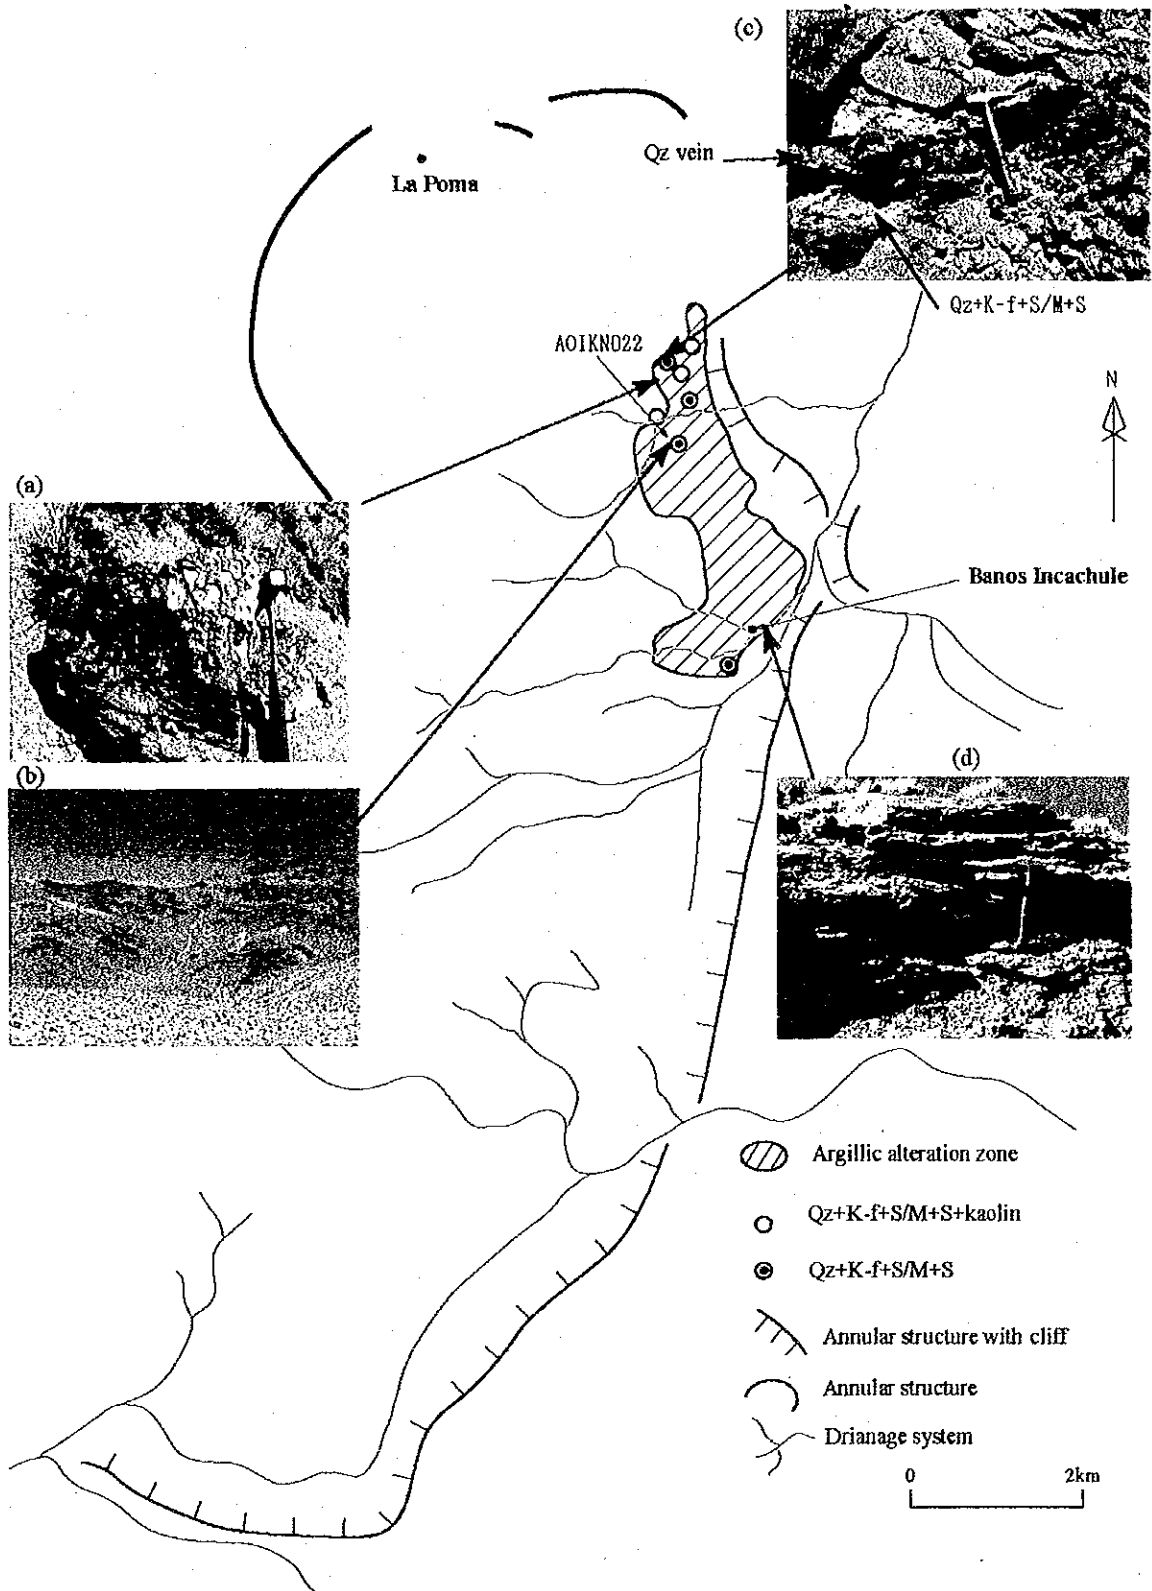 (c)
Qz vein
La Poma
Qz+K-f+S/M+S
A01KN022
N
(a)
Banos Incachule
(b)
(d)
Argillic alteration zone
Qz+K-f+S/M+S+kaolin
Qz+K-f+S/M+S
Annular structure with cliff
Annular structure
Drianage system
0 2km